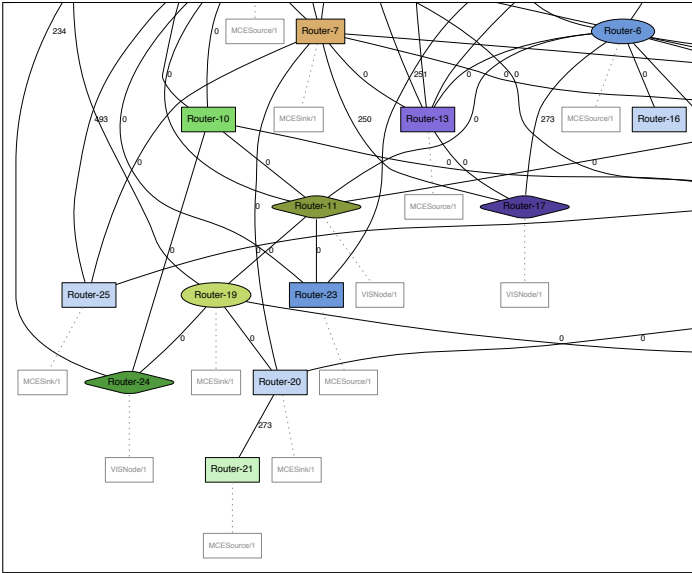 234
MCESource/1
0
Router-7
Router-6
0
0
251
0
0
0
493
0
Router-10
MCESink/1
250
Router-13
0
273
MCESource/1
Router-16
0
0
0
0
0
Router-11
0
MCESource/1
Router-17
0
0
0
0
Router-25
Router-19
Router-23
VISNode/1
VISNode/1
0
0
0
0
MCESink/1
Router-24
MCESink/1
Router-20
MCESource/1
273
VISNode/1
Router-21
MCESink/1
MCESource/1